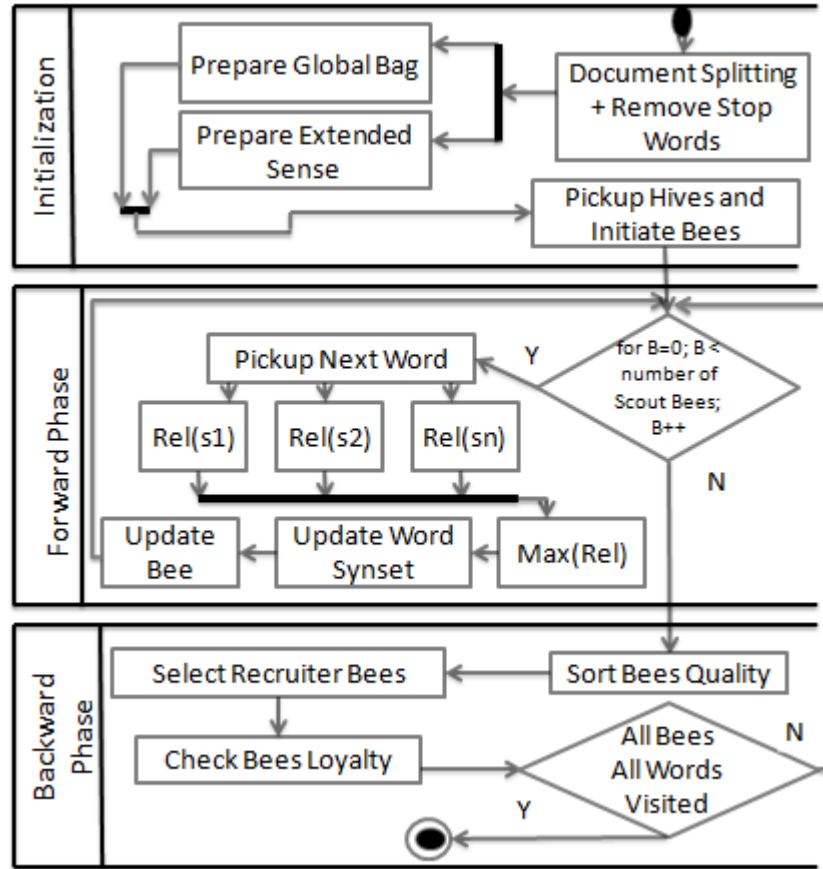 Initialization
Prepare Global Bag
Document Splitting
+ Remove Stop
Words
Prepare Extended
Sense
Pickup Hives and
Initiate Bees
Forward Phase
for B=0; B <
number of
Scout Bees;
B++
Y
N
Pickup Next Word
Rel(s1)
Rel(s2)
Rel(sn)
Update
Bee
Update Word
Synset
Max(Rel)
Backward
Phase
Select Recruiter Bees
Sort Bees Quality
Check Bees Loyalty
All Bees
All Words
Visited
N
Y